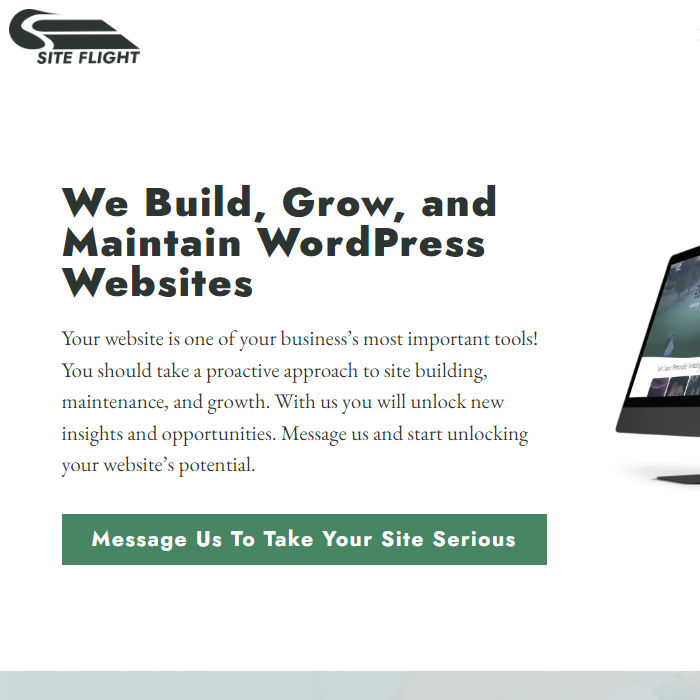 SITE FLIGHT
We Build, Grow, and
Maintain WordPress
Websites
Your website is one of your business’s most important tools!
You should take a proactive approach to site building,
maintenance, and growth. With us you will unlock new
insights and opportunities. Message us and start unlocking
your website’s potential.
Message Us To Take Your Site Serious